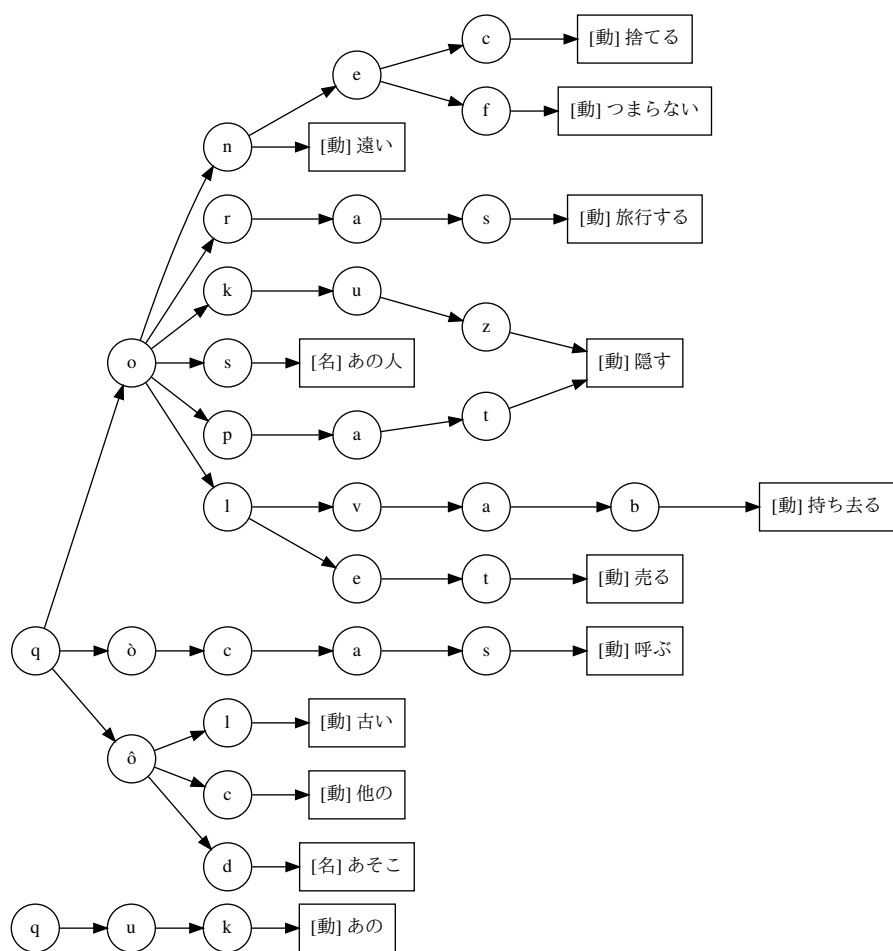 c
[動] 捨てる
e
f
[動] つまらない
n
[動] 遠い
r
a
s
[動] 旅行する
k
u
z
o
s
[名] あの人
[動] 隠す
p
a
t
l
v
a
b
[動] 持ち去る
e
t
[動] 売る
q
ò
c
a
s
[動] 呼ぶ
l
[動] 古い
ô
c
[動] 他の
d
[名] あそこ
q
u
k
[動] あの